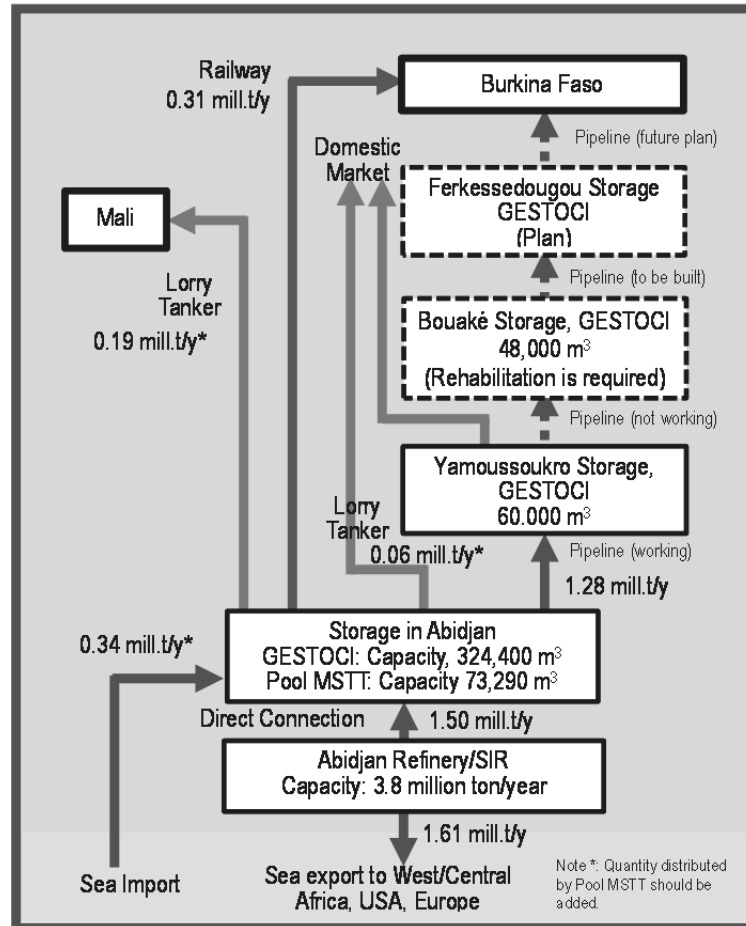 Railway
0.31 mill.t/y
Burkina Faso
Pipeline (future plan)
Domestic
Market
Ferkessedougou Storage
GESTOCI
(Plan)
Mali
Pipeline (to be built)
Lorry
Tanker
0.19 mill.t/y*
Bouaké Storage, GESTOCI
48,000 m³
(Rehabilitation is required)
Pipeline (not working)
Yamoussoukro Storage,
GESTOCI
60.000 m³
Lorry
Tanker
0.06 mill.t/y*
Pipeline (working)
1.28 mill.t/y
0.34 mill.t/y*
Storage in Abidjan
GESTOCI: Capacity, 324,400 m³
Pool MSTT: Capacity 73,290 m³
Direct Connection
1.50 mill.t/y
Abidjan Refinery/SIR
Capacity: 3.8 million ton/year
1.61 mill.t/y
Sea Import
Sea export to West/Central
Africa, USA, Europe
Note *: Quantity distributed
by Pool MSTT should be
added.